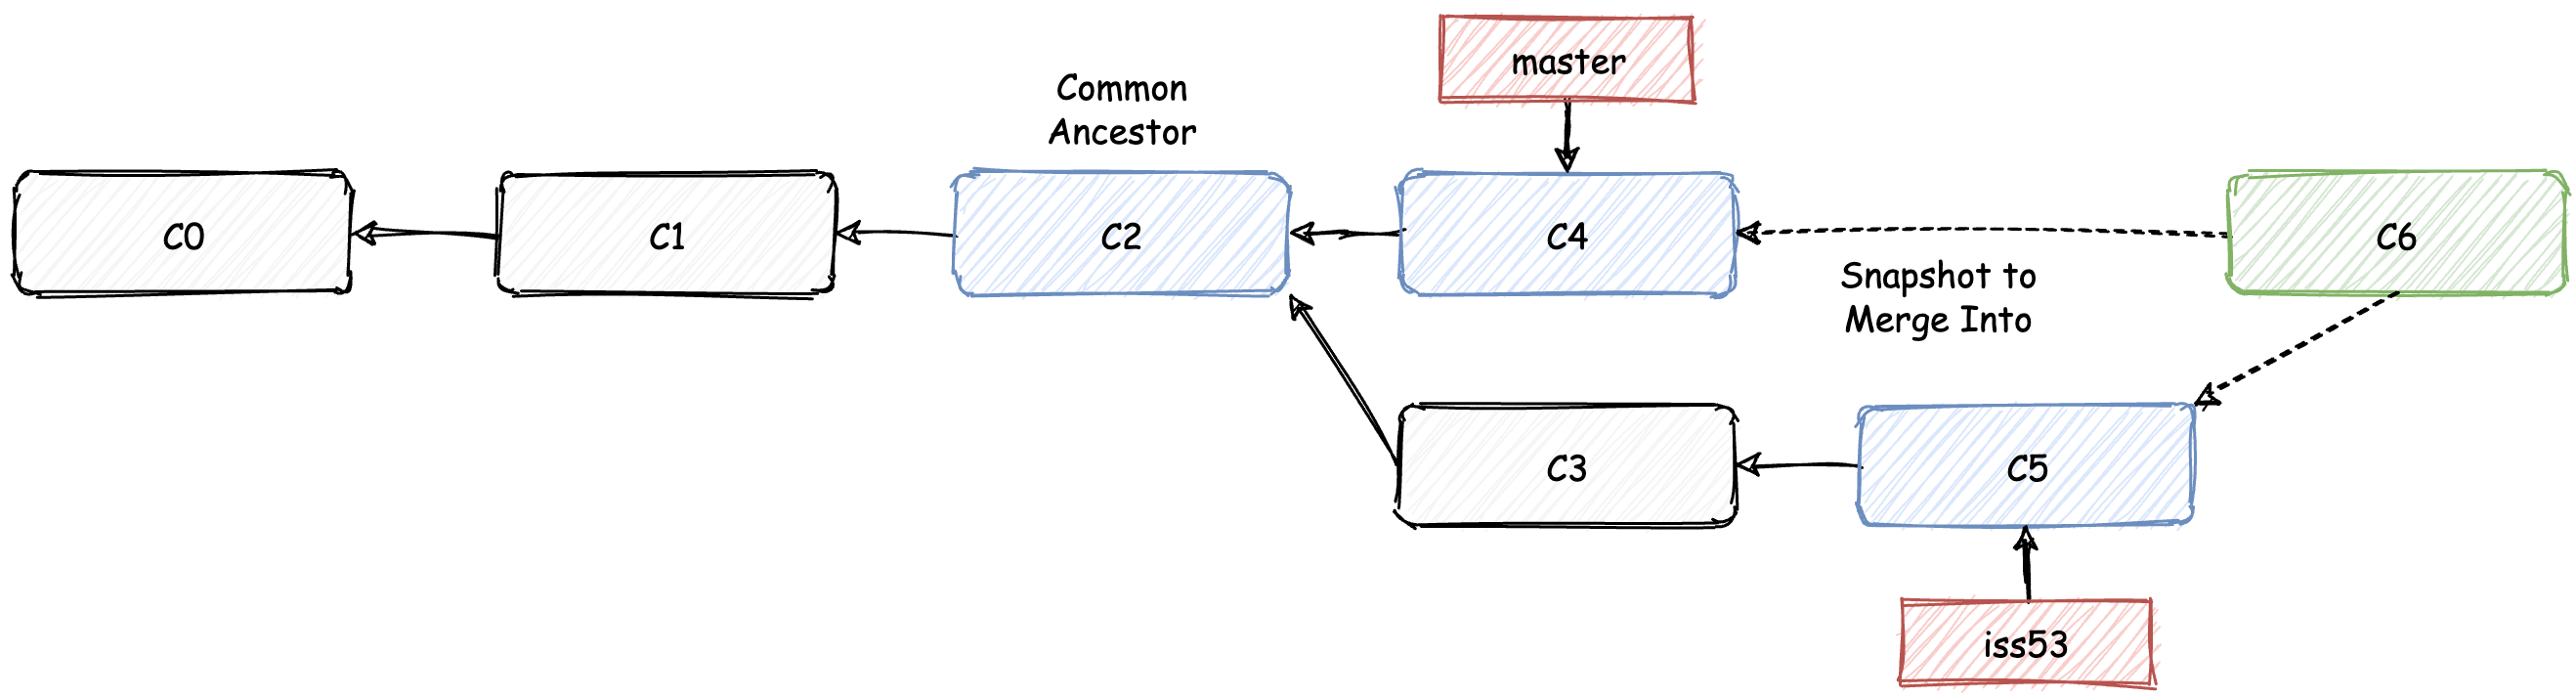 master
Common
Ancestor
C0
C1
C2
C4
C6
Snapshot to
Merge Into
C3
C5
iss53